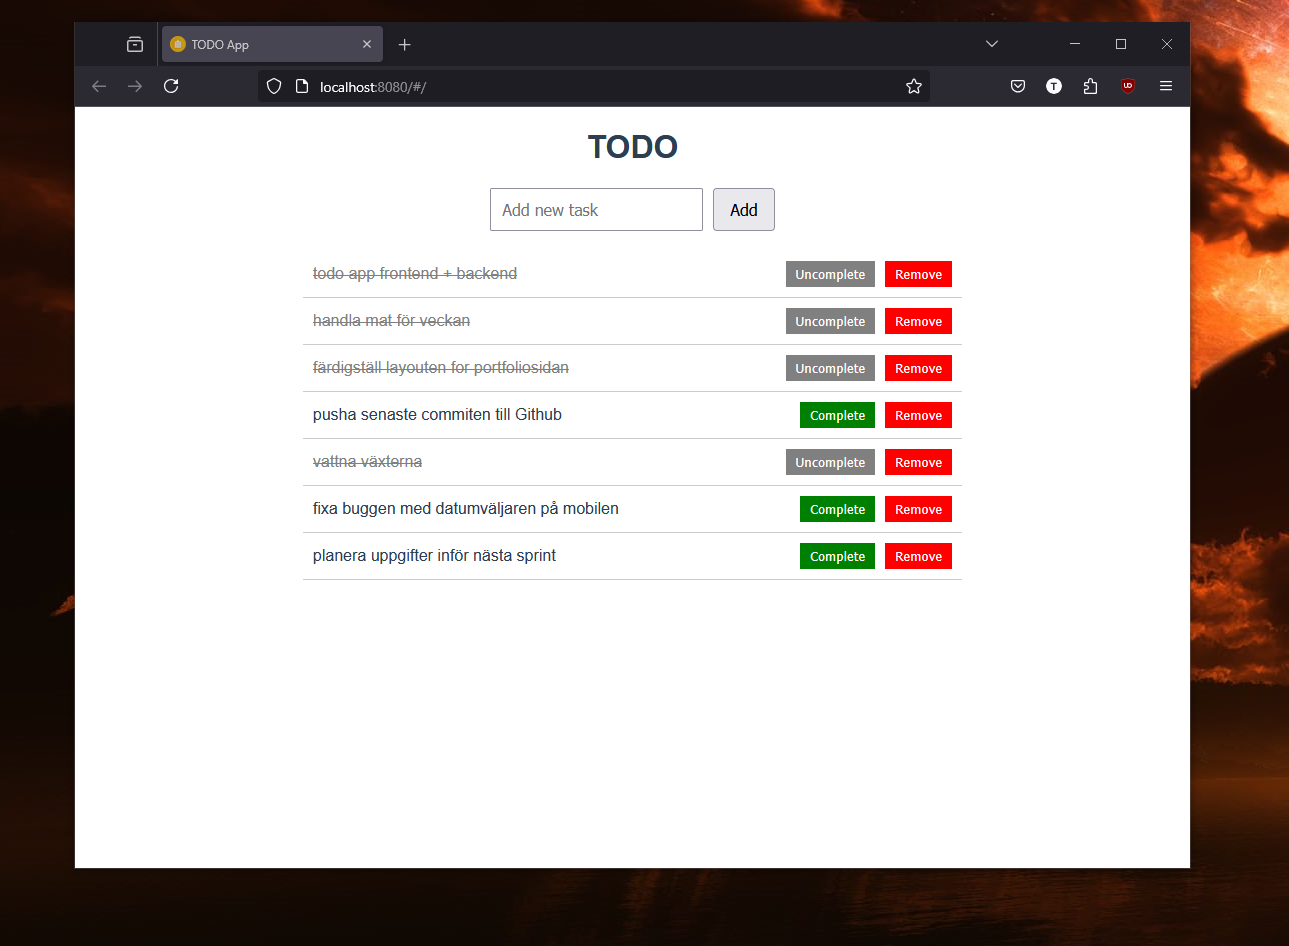 TODO App
localhost:8080/#/
T
UD
TODO
Add new task
Add
todo app frontend + backend
Uncomplete
Remove
handla mat för veckan
Uncomplete
Remove
färdigställ layouten for portfoliosidan
Uncomplete
Remove
pusha senaste commiten till Github
Complete
Remove
vattna växterna
Uncomplete
Remove
fixa buggen med datumväljaren på mobilen
Complete
Remove
planera uppgifter inför nästa sprint
Complete
Remove